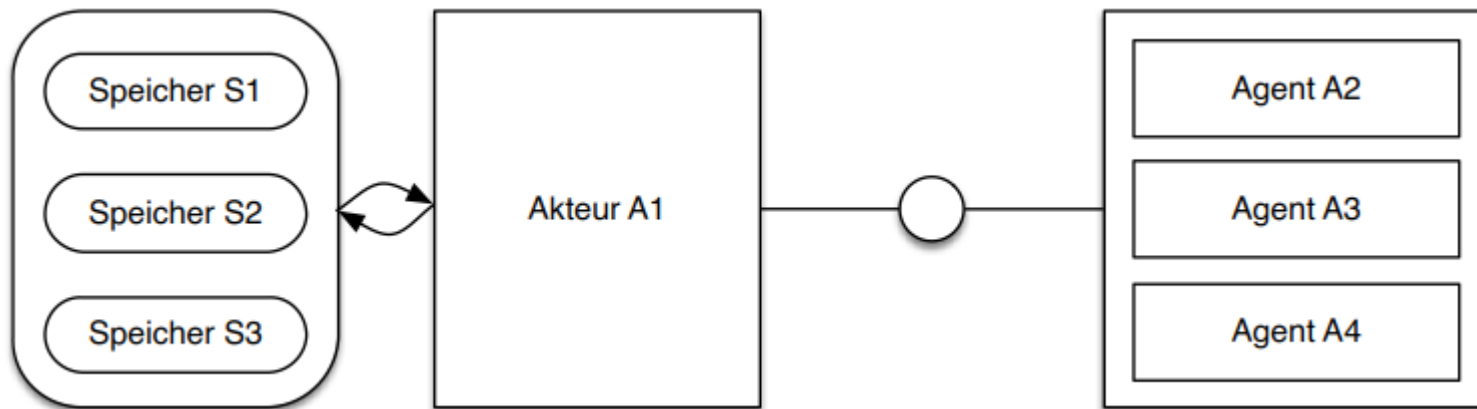 Speicher S1
Speicher S2
Speicher S3
Akteur A1
Agent A2
Agent A3
Agent A4